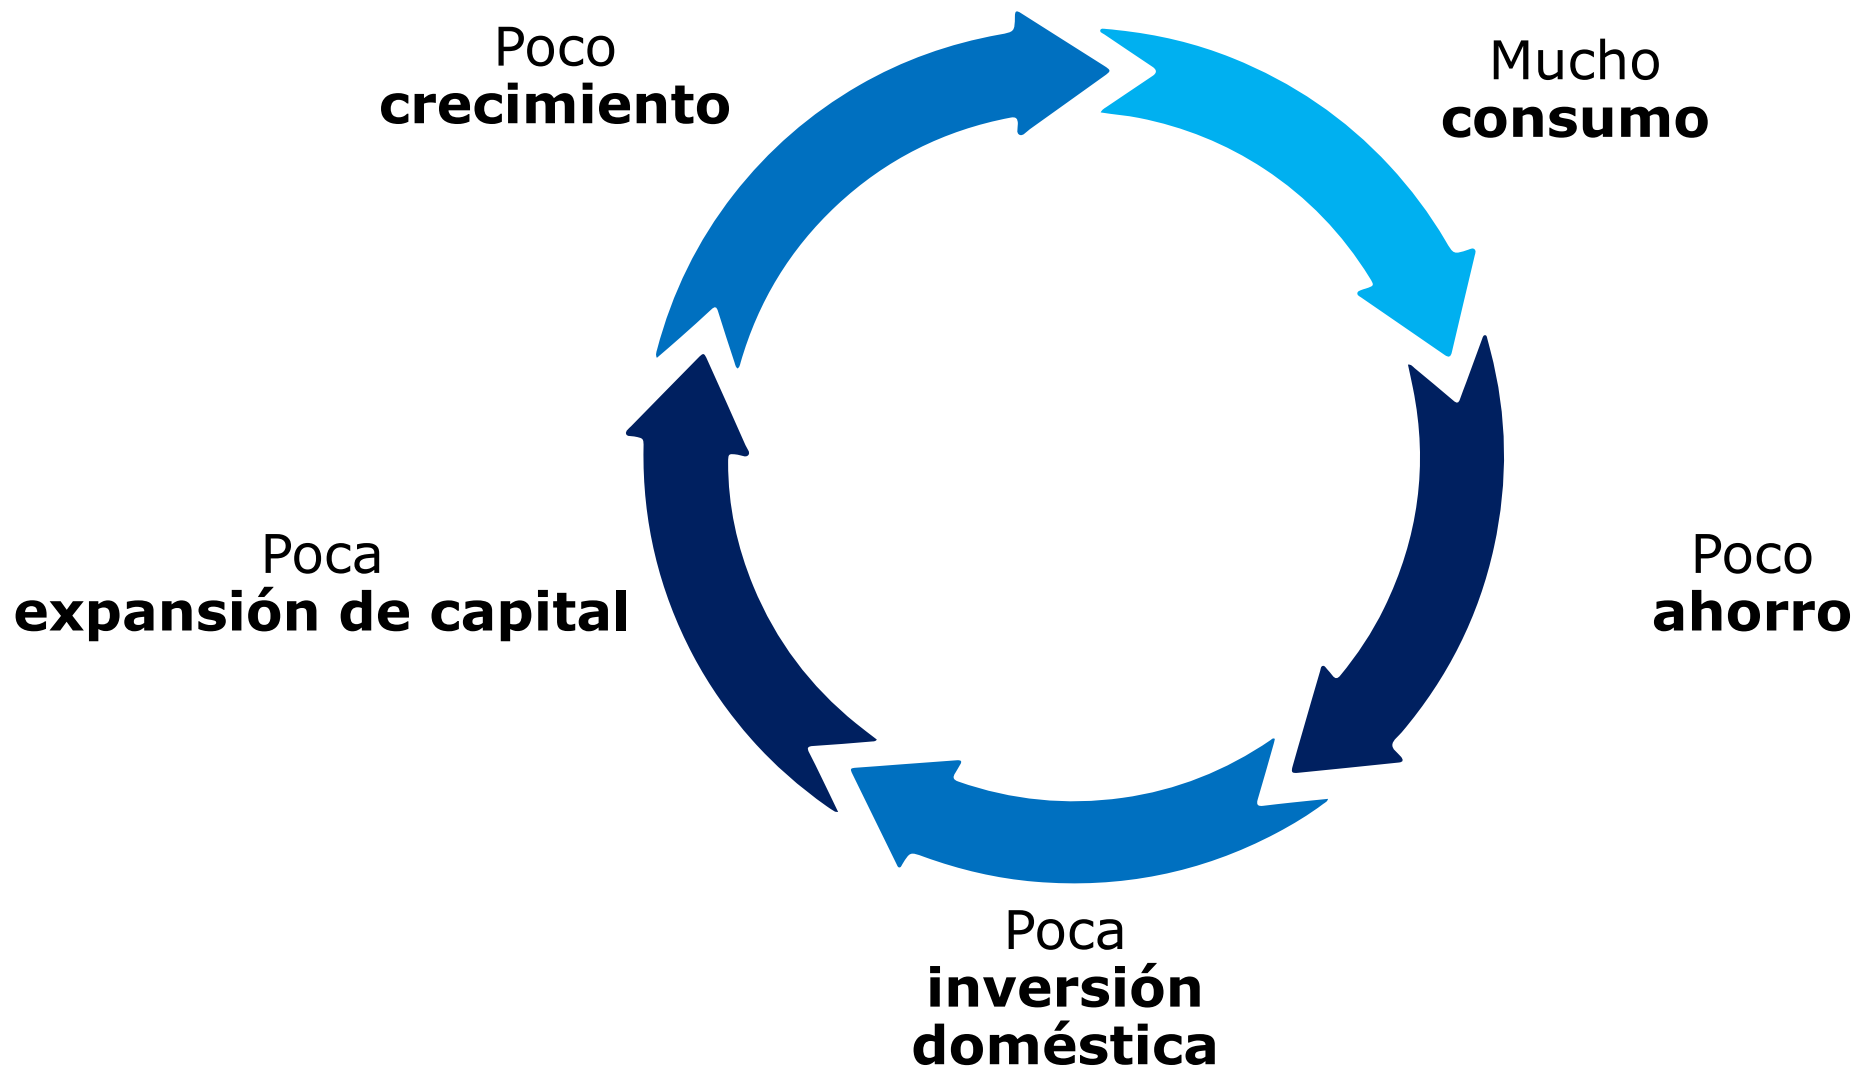 Poco
crecimiento
Mucho
consumo
Poco
ahorro
Poca
inversión
doméstica
Poca
expansión de capital